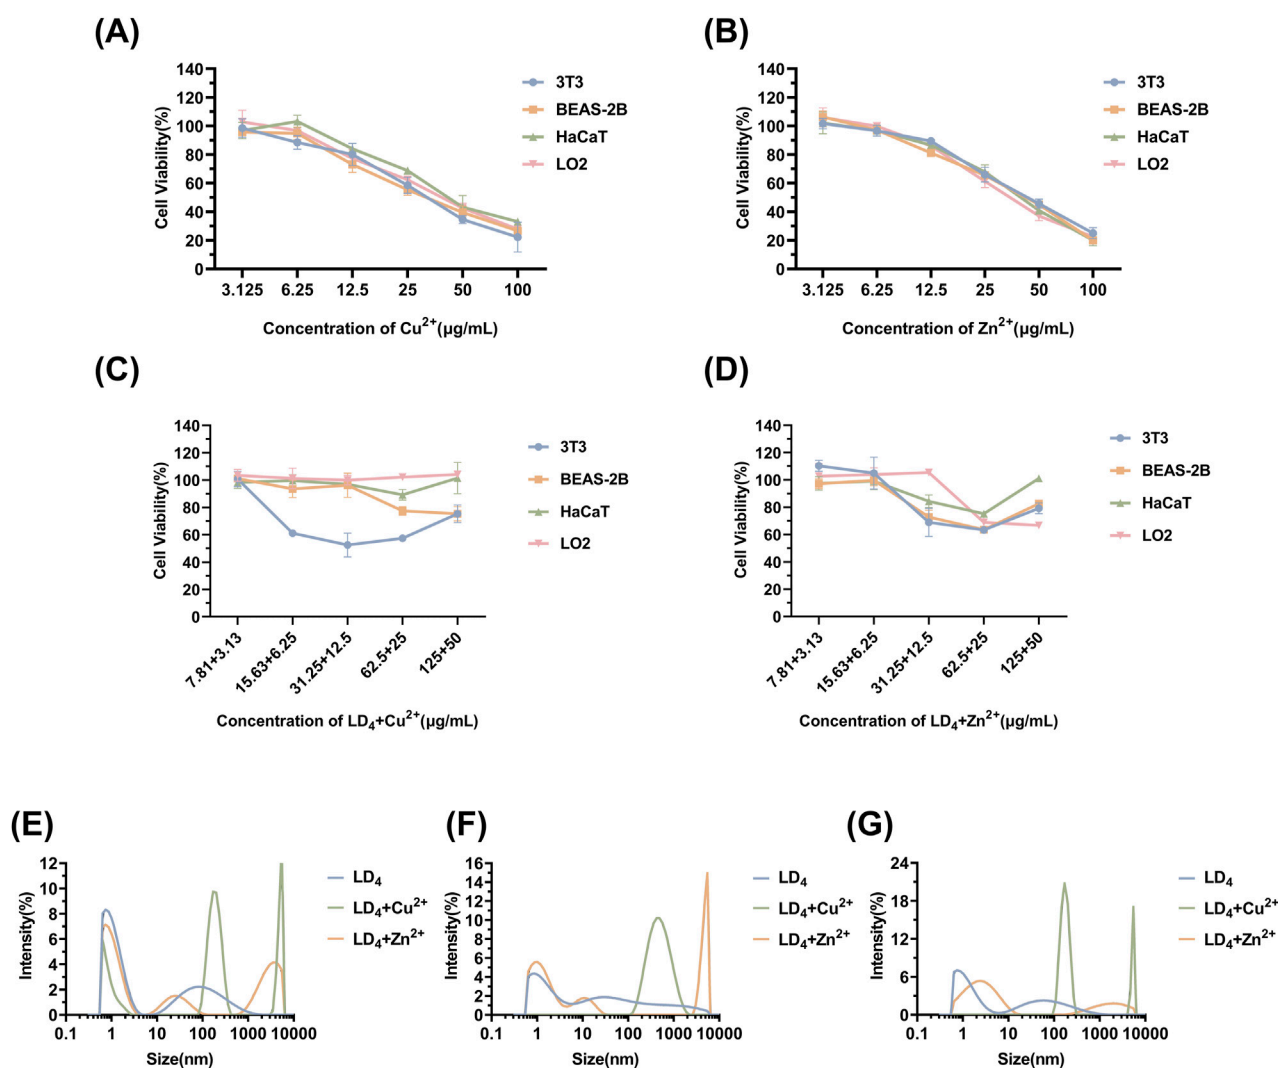 (A)
140
120
100
80
60
40
20
0
Cell Viability(%)
3.125 6.25 12.5 25 50 100
Concentration of Cu²⁺(μg/mL)
3T3
BEAS-2B
HaCaT
LO2
(B)
140
120
100
80
60
40
20
0
Cell Viability(%)
3.125 6.25 12.5 25 50 100
Concentration of Zn²⁺(μg/mL)
3T3
BEAS-2B
HaCaT
LO2
(C)
140
120
100
80
60
40
20
0
Cell Viability(%)
7.81+3.13
15.63+6.25
31.25+12.5
62.5+25
125+50
Concentration of LD₄+Cu²⁺(μg/mL)
3T3
BEAS-2B
HaCaT
LO2
(D)
140
120
100
80
60
40
20
0
Cell Viability(%)
7.81+3.13
15.63+6.25
31.25+12.5
62.5+25
125+50
Concentration of LD₄+Zn²⁺(μg/mL)
3T3
BEAS-2B
HaCaT
LO2
(E)
12
10
8
6
4
2
0
Intensity(%)
0.1 1 10 100 1000 10000
Size(nm)
LD₄
LD₄+Cu²⁺
LD₄+Zn²⁺
(F)
16
14
12
10
8
6
4
2
0
Intensity(%)
0.1 1 10 100 1000 10000
Size(nm)
LD₄
LD₄+Cu²⁺
LD₄+Zn²⁺
(G)
24
18
12
6
0
Intensity(%)
0.1 1 10 100 1000 10000
Size(nm)
LD₄
LD₄+Cu²⁺
LD₄+Zn²⁺